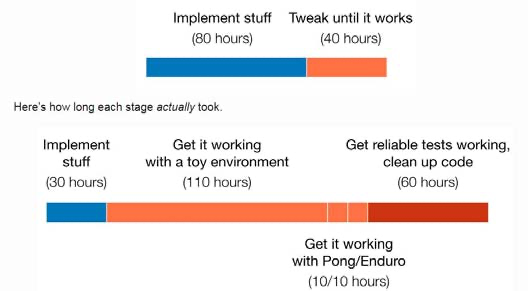 Implement stuff Tweak until it works
(80 hours) (40 hours)
Here's how long each stage actually took.
Implement Get it working Get reliable tests working,
stuff with a toy environment clean up code
(30 hours) (110 hours) (60 hours)
Get it working
with Pong/Enduro
(10/10 hours)